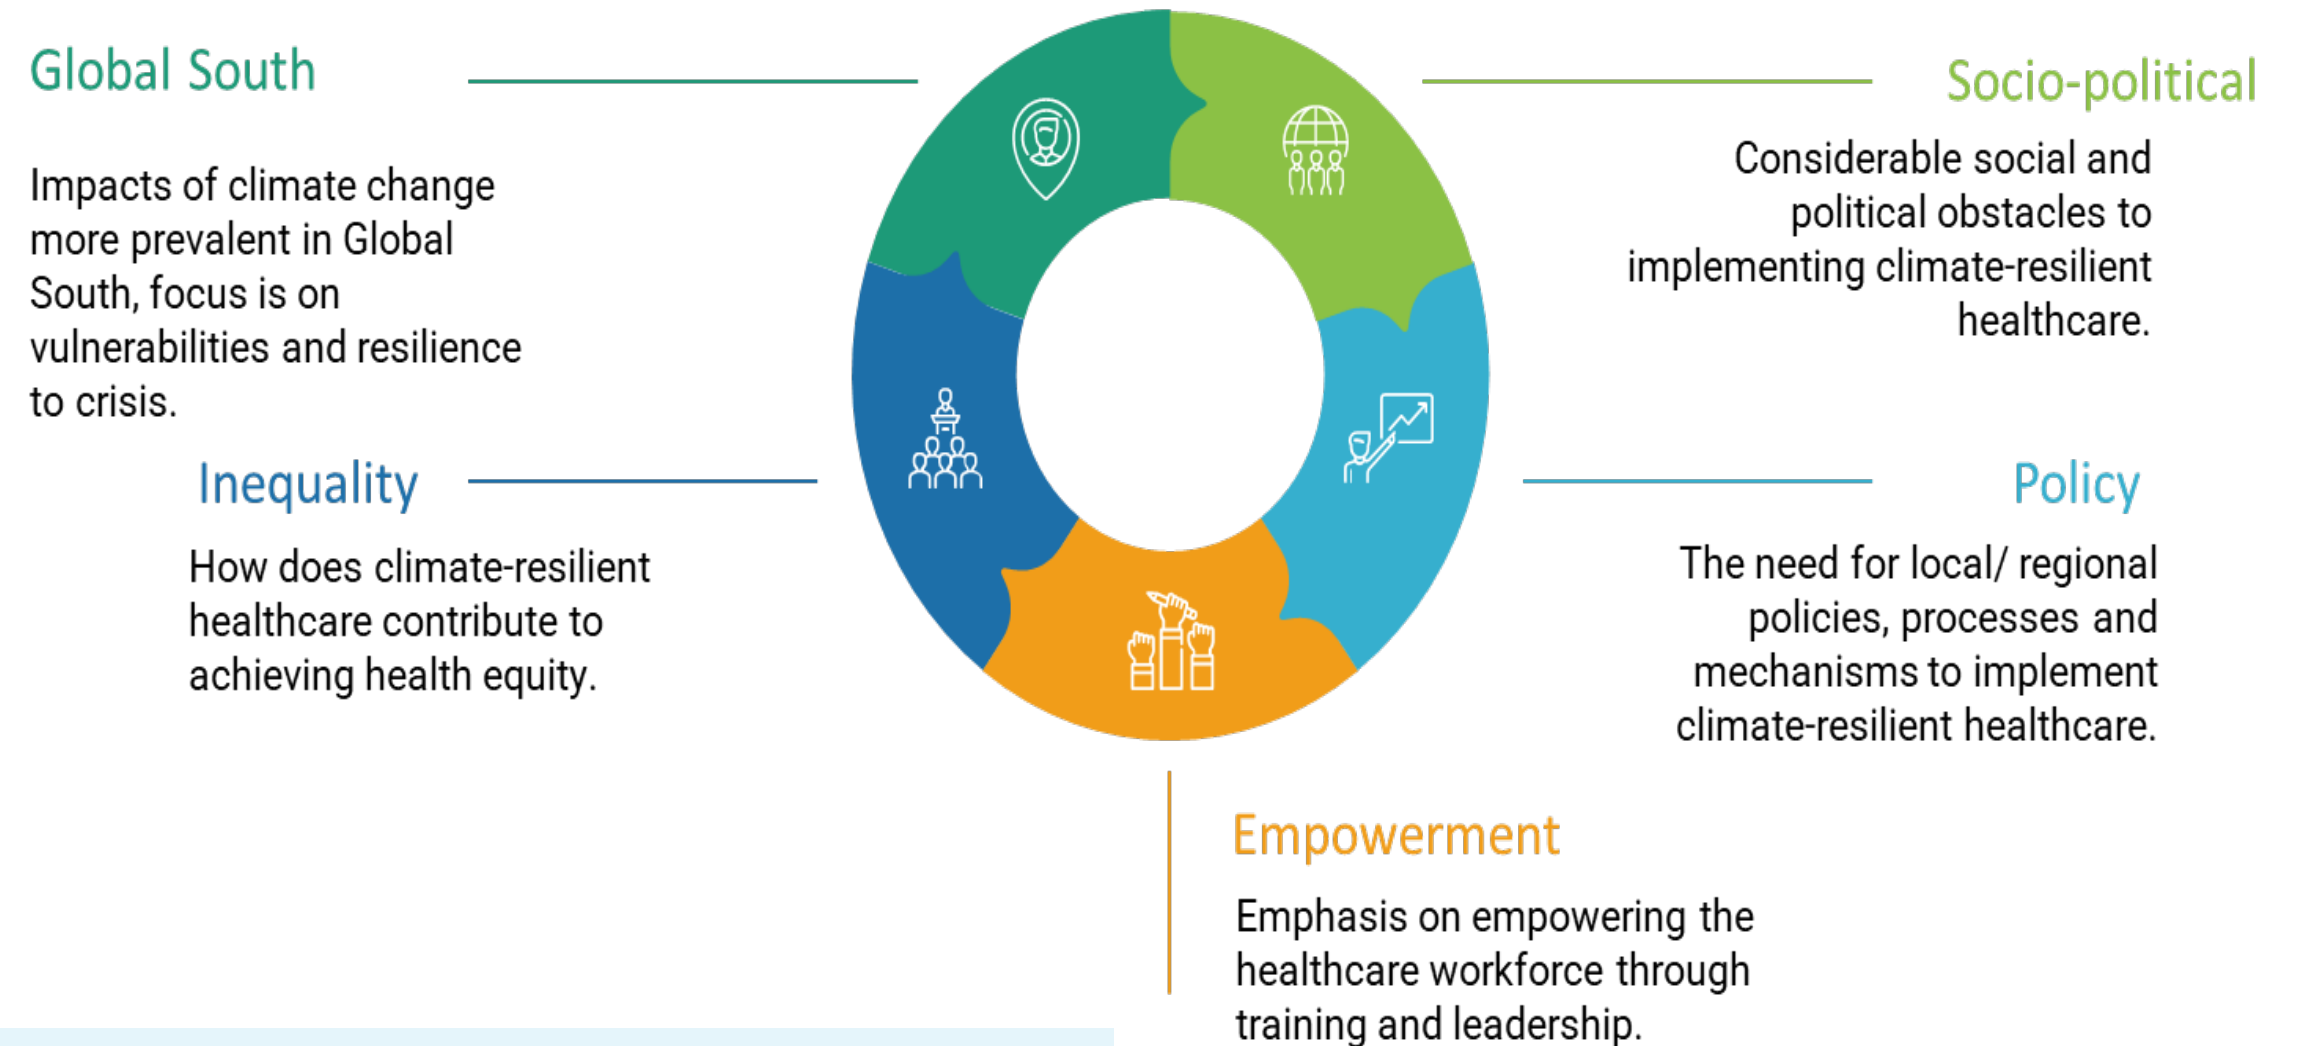 Global South
Impacts of climate change
more prevalent in Global
South, focus is on
vulnerabilities and resilience
to crisis.
Inequality
How does climate-resilient
healthcare contribute to
achieving health equity.
Socio-political
Considerable social and
political obstacles to
implementing climate-resilient
healthcare.
Policy
The need for local/ regional
policies, processes and
mechanisms to implement
climate-resilient healthcare.
Empowerment
Emphasis on empowering the
healthcare workforce through
training and leadership.